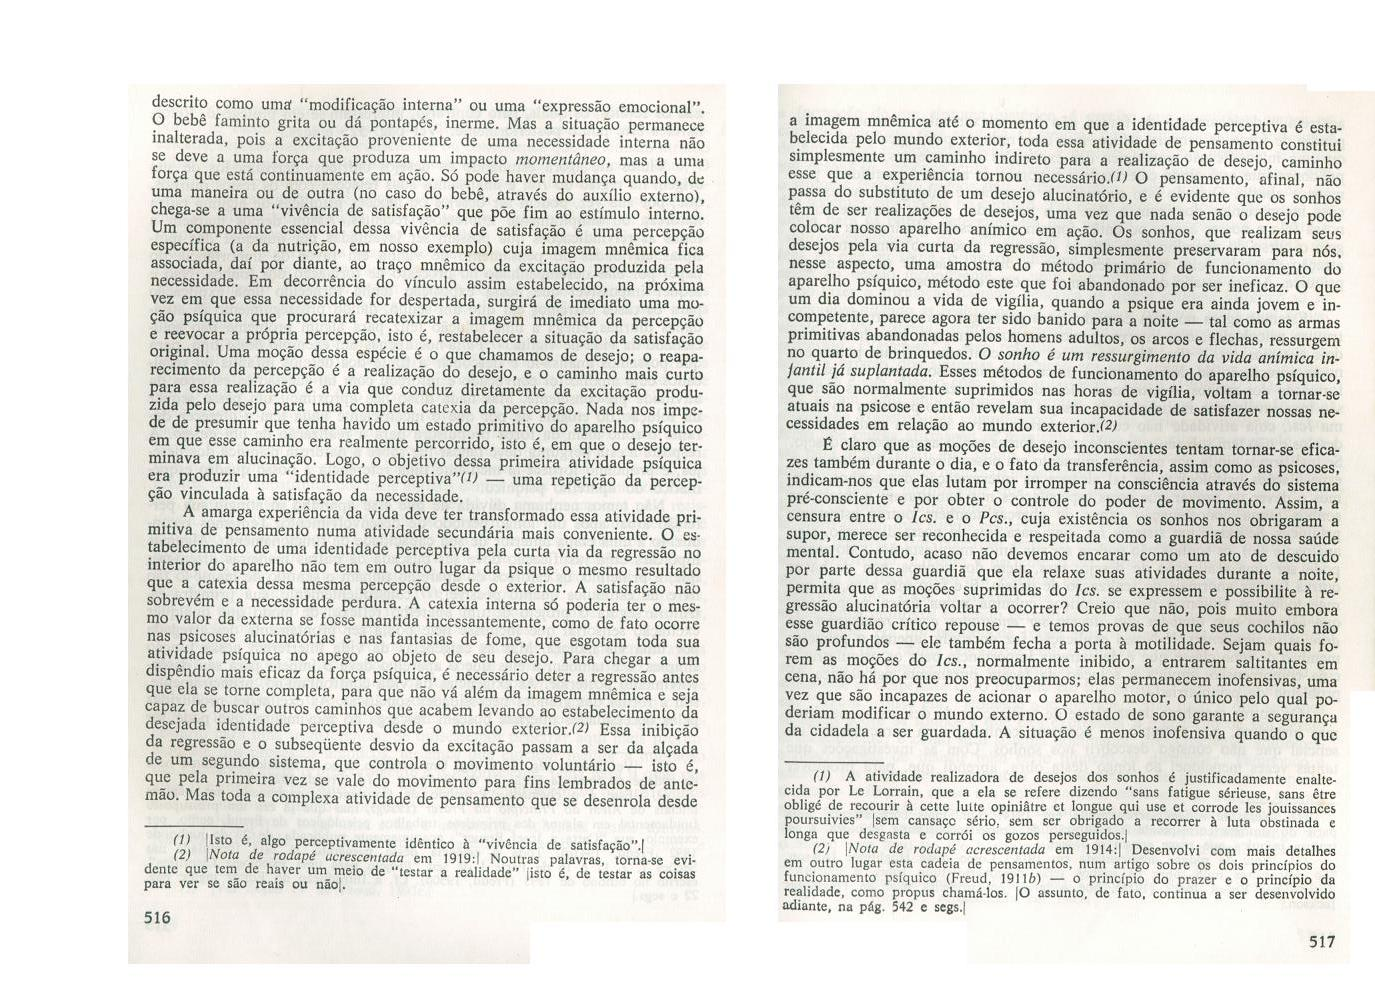 descrito como uma "modificação interna" ou uma "expressão emocional".
O bebê faminto grita ou dá pontapés, inerme. Mas a situação permanece
inalterada, pois a excitação proveniente de uma necessidade interna não
se deve a uma força que produza um impacto momentâneo, mas a uma
força que está continuamente em ação. Só pode haver mudança quando, de
uma maneira ou de outra (no caso do bebê, através do auxílio externo),
chega-se a uma "vivência de satisfação" que põe fim ao estímulo interno.
Um componente essencial dessa vivência de satisfação é uma percepção
específica (a da nutrição, em nosso exemplo) cuja imagem mnêmica fica
associada, daí por diante, ao traço mnêmico da excitação produzida pela
necessidade. Em decorrência do vínculo assim estabelecido, na próxima
vez em que essa necessidade for despertada, surgirá de imediato uma mo-
ção psíquica que procurará recatexizar a imagem mnêmica da percepção
e reevocar a própria percepção, isto é, restabelecer a situação da satisfação
original. Uma moção dessa espécie é o que chamamos de desejo; o reapa-
recimento da percepção é a realização do desejo, e o caminho mais curto
para essa realização é a via que conduz diretamente da excitação produ-
zida pelo desejo para uma completa catexia da percepção. Nada nos impe-
de de presumir que tenha havido um estado primitivo do aparelho psíquico
em que esse caminho era realmente percorrido, isto é, em que o desejo ter-
minava em alucinação. Logo, o objetivo dessa primeira atividade psíquica
era produzir uma "identidade perceptiva"(1) — uma repetição da percep-
ção vinculada à satisfação da necessidade.
A amarga experiência da vida deve ter transformado essa atividade pri-
mitiva de pensamento numa atividade secundária mais conveniente. O es-
tabelecimento de uma identidade perceptiva pela curta via da regressão no
interior do aparelho não tem em outro lugar da psique o mesmo resultado
que a catexia dessa mesma percepção desde o exterior. A satisfação não
sobrevém e a necessidade perdura. A catexia interna só poderia ter o mes-
mo valor da externa se fosse mantida incessantemente, como de fato ocorre
nas psicoses alucinatórias e nas fantasias de fome, que esgotam toda sua
atividade psíquica no apego ao objeto de seu desejo. Para chegar a um
dispêndio mais eficaz da força psíquica, é necessário deter a regressão antes
que ela se torne completa, para que não vá além da imagem mnêmica e seja
capaz de buscar outros caminhos que acabem levando ao estabelecimento da
desejada identidade perceptiva desde o mundo exterior.(2) Essa inibição
da regressão e o subseqüente desvio da excitação passam a ser da alçada
de um segundo sistema, que controla o movimento voluntário — isto é,
que pela primeira vez se vale do movimento para fins lembrados de ante-
mão. Mas toda a complexa atividade de pensamento que se desenrola desde
(1) |Isto é, algo perceptivamente idêntico à "vivência de satisfação".|
(2) |Nota de rodapé acrescentada em 1919:| Noutras palavras, torna-se evi-
dente que tem de haver um meio de "testar a realidade" |isto é, de testar as coisas
para ver se são reais ou não|.
516
a imagem mnêmica até o momento em que a identidade perceptiva é esta-
belecida pelo mundo exterior, toda essa atividade de pensamento constitui
simplesmente um caminho indireto para a realização de desejo, caminho
esse que a experiência tornou necessário.(1) O pensamento, afinal, não
passa do substituto de um desejo alucinatório, e é evidente que os sonhos
têm de ser realizações de desejos, uma vez que nada senão o desejo pode
colocar nosso aparelho anímico em ação. Os sonhos, que realizam seus
desejos pela via curta da regressão, simplesmente preservaram para nós,
nesse aspecto, uma amostra do método primário de funcionamento do
aparelho psíquico, método este que foi abandonado por ser ineficaz. O que
um dia dominou a vida de vigília, quando a psique era ainda jovem e in-
competente, parece agora ter sido banido para a noite — tal como as armas
primitivas abandonadas pelos homens adultos, os arcos e flechas, ressurgem
no quarto de brinquedos. O sonho é um ressurgimento da vida anímica in-
fantil já suplantada. Esses métodos de funcionamento do aparelho psíquico,
que são normalmente suprimidos nas horas de vigília, voltam a tornar-se
atuais na psicose e então revelam sua incapacidade de satisfazer nossas ne-
cessidades em relação ao mundo exterior.(2)
É claro que as moções de desejo inconscientes tentam tornar-se efica-
zes também durante o dia, e o fato da transferência, assim como as psicoses,
indicam-nos que elas lutam por irromper na consciência através do sistema
pré-consciente e por obter o controle do poder de movimento. Assim, a
censura entre o Ics. e o Pcs., cuja existência os sonhos nos obrigaram a
supor, merece ser reconhecida e respeitada como a guardiã de nossa saúde
mental. Contudo, acaso não devemos encarar como um ato de descuido
por parte dessa guardiã que ela relaxe suas atividades durante a noite,
permita que as moções suprimidas do Ics. se expressem e possibilite à re-
gressão alucinatória voltar a ocorrer? Creio que não, pois muito embora
esse guardião crítico repouse — e temos provas de que seus cochilos não
são profundos — ele também fecha a porta à motilidade. Sejam quais fo-
rem as moções do Ics., normalmente inibido, a entrarem saltitantes em
cena, não há por que nos preocuparmos; elas permanecem inofensivas, uma
vez que são incapazes de acionar o aparelho motor, o único pelo qual po-
deriam modificar o mundo externo. O estado de sono garante a segurança
da cidadela a ser guardada. A situação é menos inofensiva quando o que
(1) A atividade realizadora de desejos dos sonhos é justificadamente enalte-
cida por Le Lorrain, que a ela se refere dizendo "sans fatigue sérieuse, sans être
obligé de recourir à cette lutte opiniâtre et longue qui use et corrode les jouissances
poursuivies" |sem cansaço sério, sem ser obrigado a recorrer à luta obstinada e
longa que desgasta e corrói os gozos perseguidos.|
(2) |Nota de rodapé acrescentada em 1914:| Desenvolvi com mais detalhes
em outro lugar esta cadeia de pensamentos, num artigo sobre os dois princípios do
funcionamento psíquico (Freud, 1911b) — o princípio do prazer e o princípio da
realidade, como propus chamá-los. |O assunto, de fato, continua a ser desenvolvido
adiante, na pág. 542 e segs.|
517